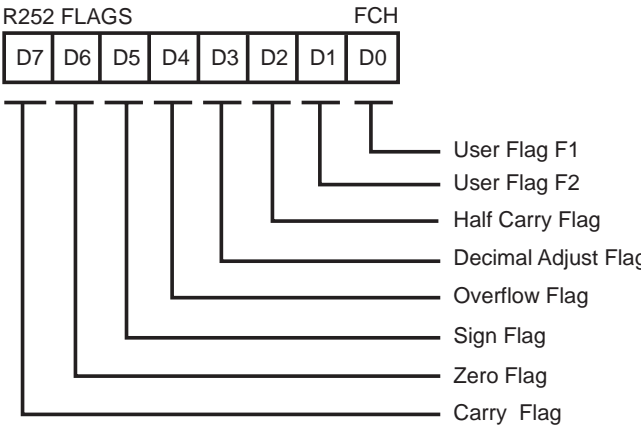 R252 FLAGS FCH
D7 D6 D5 D4 D3 D2 D1 D0
User Flag F1
User Flag F2
Half Carry Flag
Decimal Adjust Flag
Overflow Flag
Sign Flag
Zero Flag
Carry Flag